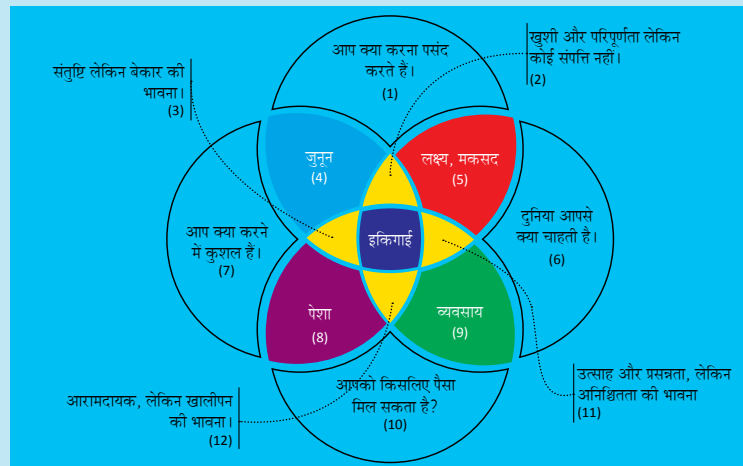 आप क्या करना पसंद
करते हैं।
(1)
खुशी और परिपूर्णता लेकिन
कोई संपत्ति नहीं।
(2)
संतुष्टि लेकिन बेकार की
भावना।
(3)
जुनून
(4)
लक्ष्य, मकसद
(5)
दुनिया आपसे
क्या चाहती है।
(6)
आप क्या करने
में कुशल हैं।
(7)
इकिगाई
पेशा
(8)
व्यवसाय
(9)
आपको किसलिए पैसा
मिल सकता है?
(10)
उत्साह और प्रसन्नता, लेकिन
अनिश्चितता की भावना
(11)
आरामदायक, लेकिन खालीपन
की भावना।
(12)